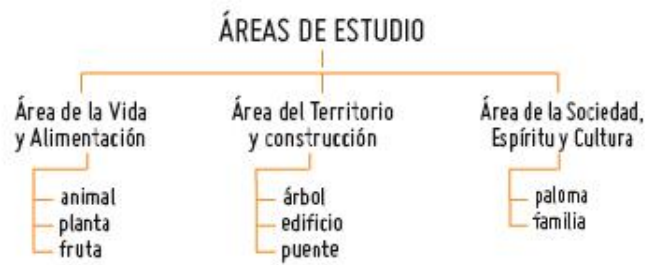 ÁREAS DE ESTUDIO
Área de la Vida
y Alimentación
animal
planta
fruta
Área del Territorio
y construcción
árbol
edificio
puente
Área de la Sociedad,
Espíritu y Cultura
paloma
familia